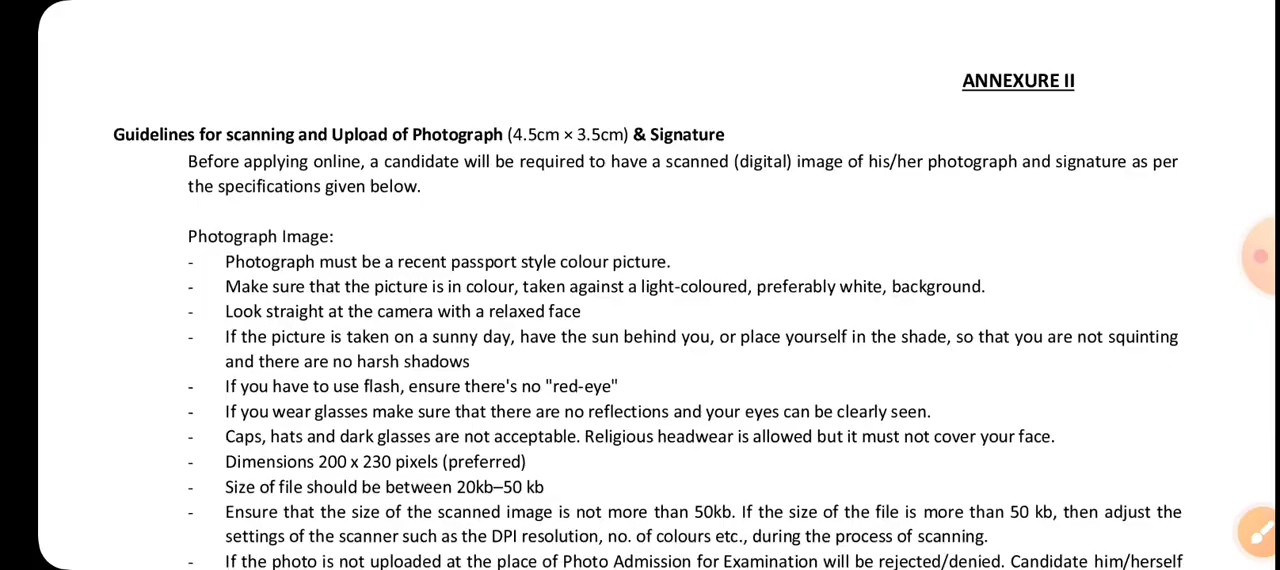 ANNEXURE II
Guidelines for scanning and Upload of Photograph (4.5cm × 3.5cm) & Signature
Before applying online, a candidate will be required to have a scanned (digital) image of his/her photograph and signature as per
the specifications given below.
Photograph Image:
- Photograph must be a recent passport style colour picture.
- Make sure that the picture is in colour, taken against a light-coloured, preferably white, background.
- Look straight at the camera with a relaxed face
- If the picture is taken on a sunny day, have the sun behind you, or place yourself in the shade, so that you are not squinting
and there are no harsh shadows
- If you have to use flash, ensure there's no "red-eye"
- If you wear glasses make sure that there are no reflections and your eyes can be clearly seen.
- Caps, hats and dark glasses are not acceptable. Religious headwear is allowed but it must not cover your face.
- Dimensions 200 x 230 pixels (preferred)
- Size of file should be between 20kb–50 kb
- Ensure that the size of the scanned image is not more than 50kb. If the size of the file is more than 50 kb, then adjust the
settings of the scanner such as the DPI resolution, no. of colours etc., during the process of scanning.
- If the photo is not uploaded at the place of Photo Admission for Examination will be rejected/denied. Candidate him/herself